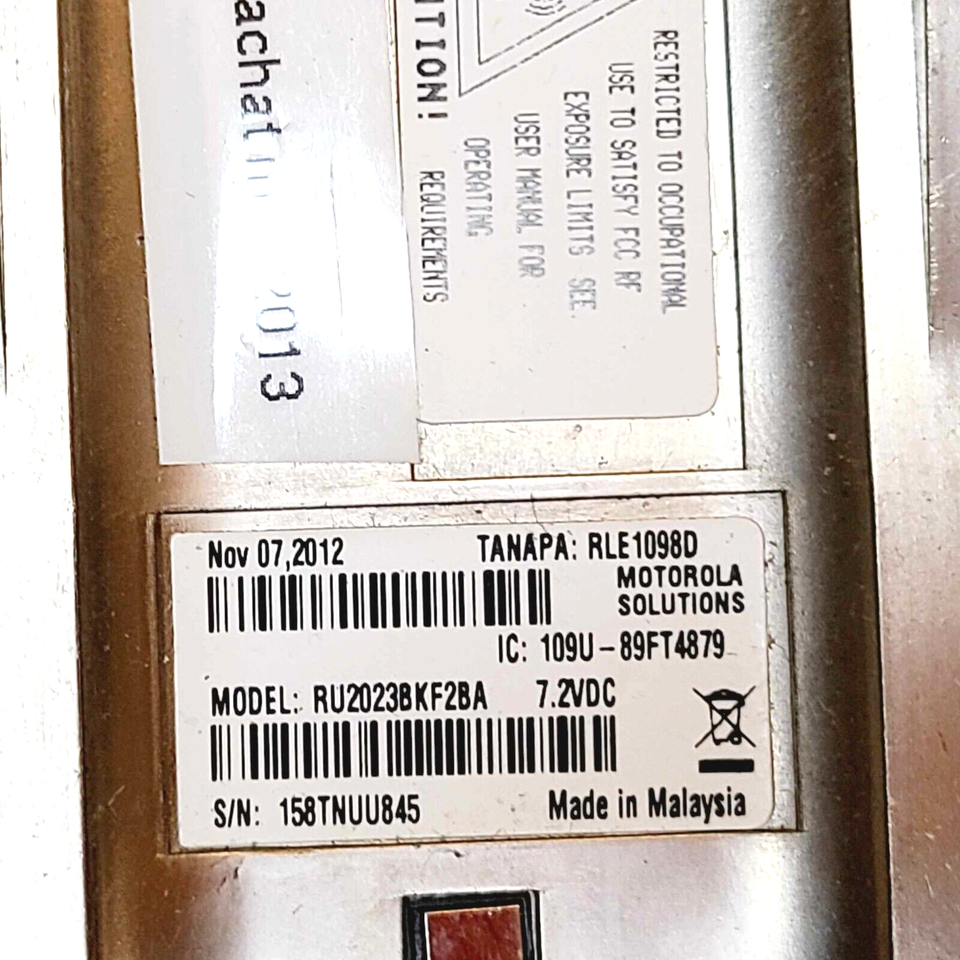 achat
2013
TION!
RESTRICTED TO OCCUPATIONAL
USE TO SATISFY FCC RF
EXPOSURE LIMITS SEE.
USER MANUAL FOR
OPERATING
REQUIREMENTS
Nov 07,2012 TANAPA: RLE1098D
MOTOROLA
SOLUTIONS
IC: 109U-89FT4879
MODEL: RU2023BKF2BA 7.2VDC
S/N: 158TNUU845 Made in Malaysia